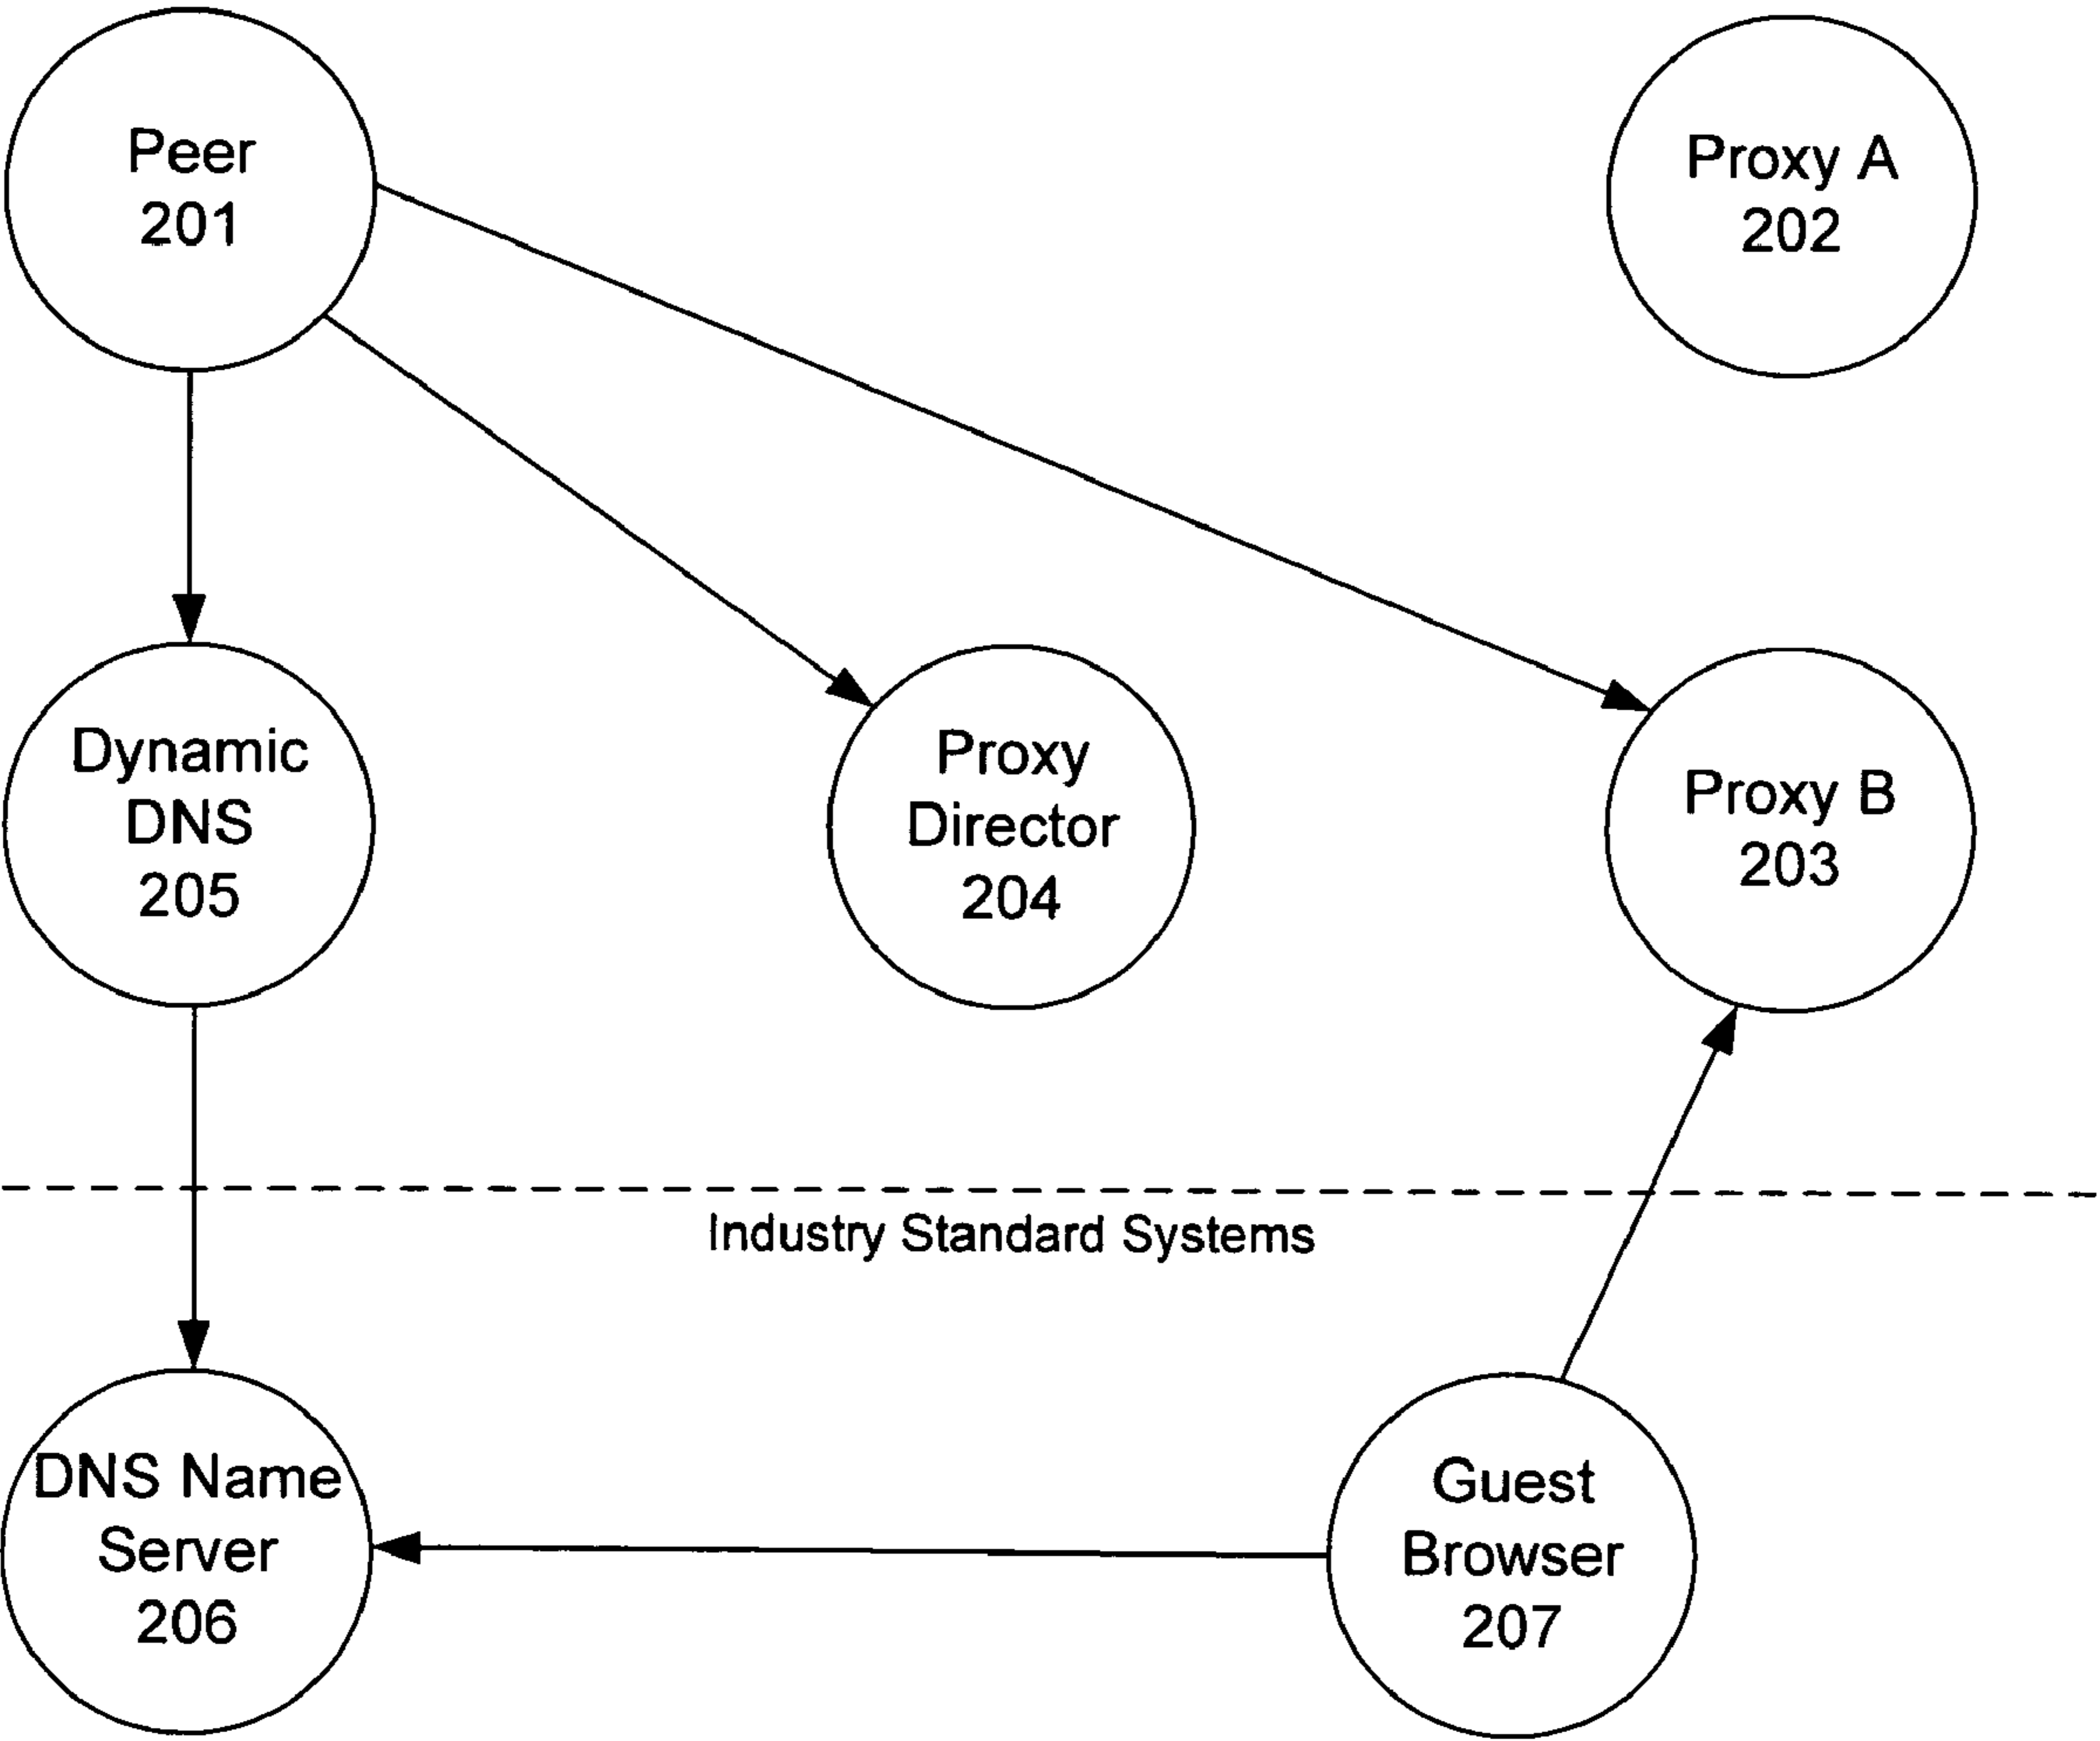 Peer
201
Proxy A
202
Dynamic
DNS
205
Proxy
Director
204
Proxy B
203
Industry Standard Systems
DNS Name
Server
206
Guest
Browser
207